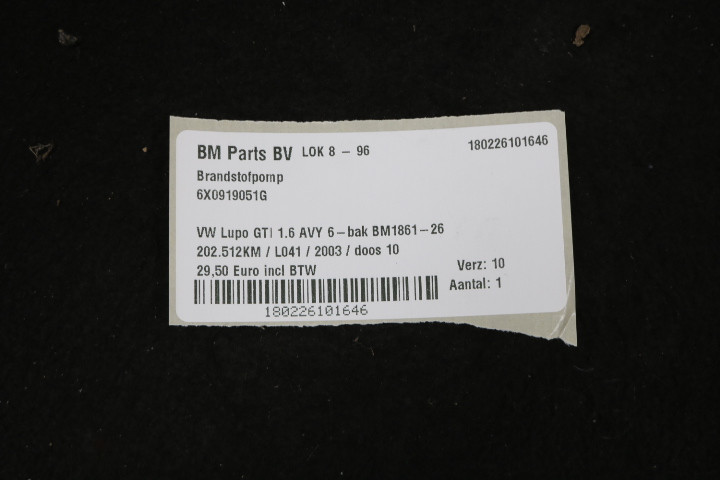 BM Parts BV LOK 8 – 96 180226101646
Brandstofpomp
6X0919051G
VW Lupo GTI 1.6 AVY 6–bak BM1861–26
202.512KM / L041 / 2003 / doos 10
29,50 Euro incl BTW Verz: 10
Aantal: 1
180226101646